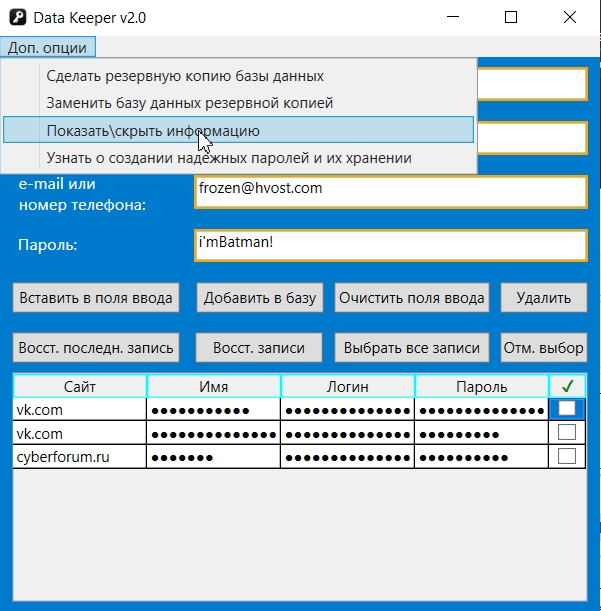 Data Keeper v2.0
Доп. опции
Сделать резервную копию базы данных
Заменить базу данных резервной копией
Показать\скрыть информацию
Узнать о создании надежных паролей и их хранении
e-mail или
номер телефона:
frozen@hvost.com
Пароль:
i'mBatman!
Вставить в поля ввода Добавить в базу Очистить поля ввода Удалить
Восст. последн. запись Восст. записи Выбрать все записи Отм. выбор
Сайт Имя Логин Пароль ✓
vk.com ●●●●●●●●●●● ●●●●●●●●●●●●●● ●●●●●●●●●●●●●●
vk.com ●●●●●●●●●●●●●● ●●●●●●●●●●●●●● ●●●●●●●●●
cyberforum.ru ●●●●●●● ●●●●●●●●●●●●●● ●●●●●●●●●●